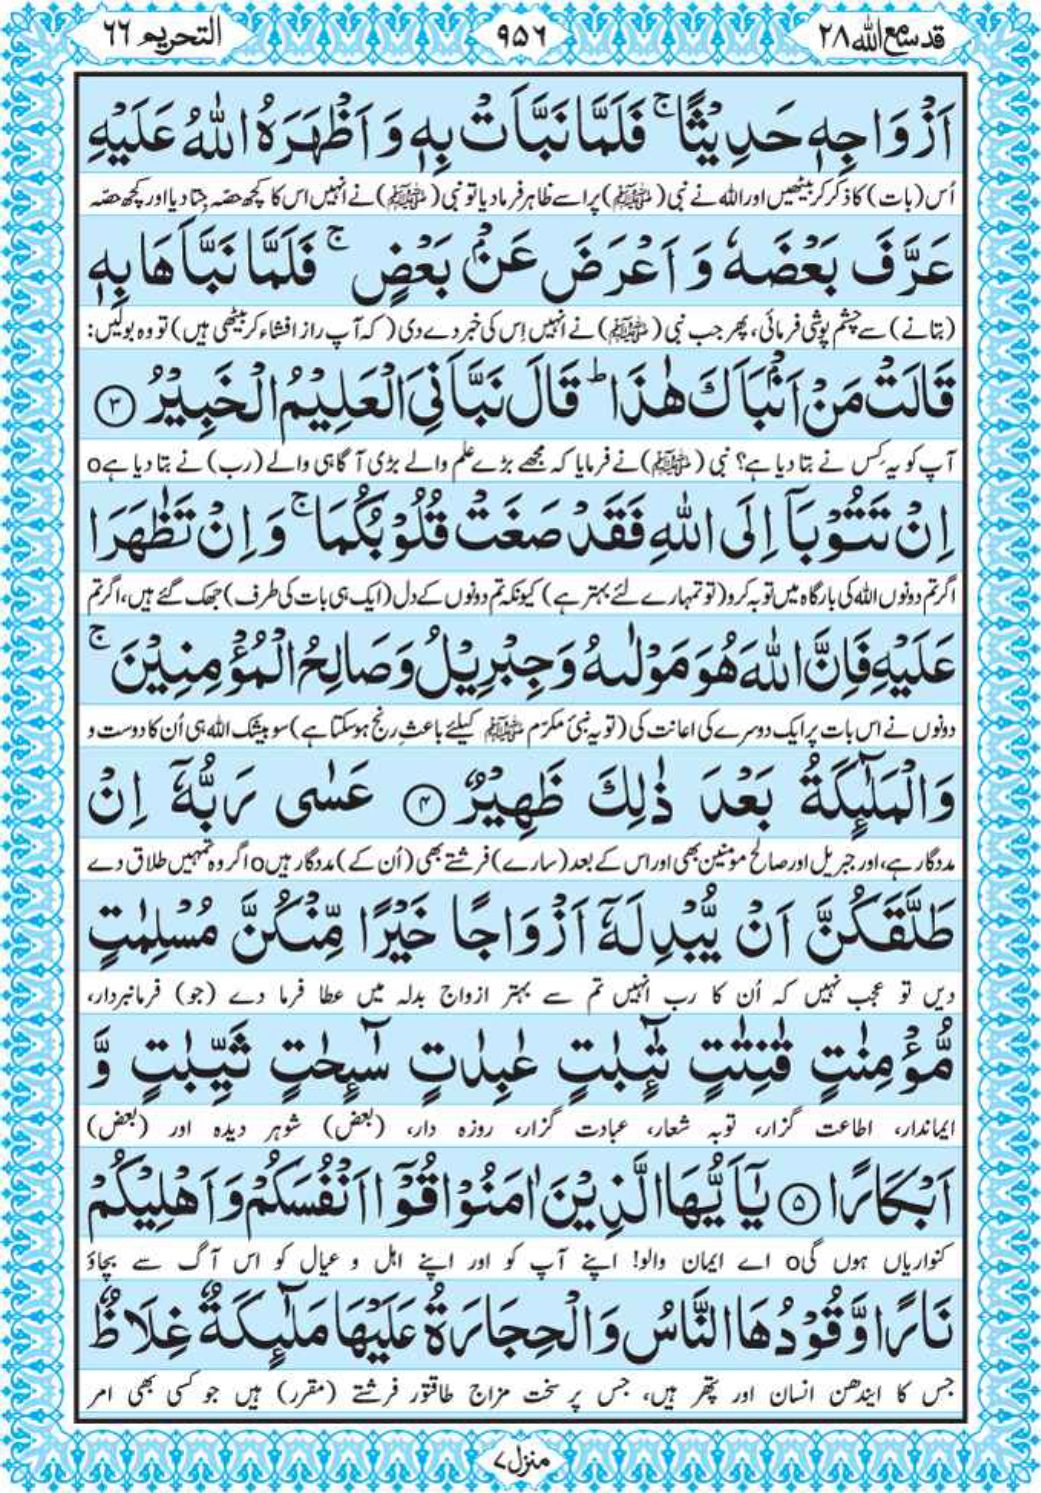 التحريم ٦٦
٩٥٦
قد سمع الله ٢٨
اَزْوَاجِهٖ حَدِيْثًا ۚ فَلَمَّا نَبَّاَتْ بِهٖ وَ اَظْهَرَهُ اللّٰهُ عَلَيْهِ
اُس (بات) کا ذکر کر بیٹھیں اور اللہ نے نبی (ﷺ) پر اسے ظاہر فرما دیا تو نبی (ﷺ) نے انہیں اس کا کچھ حصّہ جِتا دیا اور کچھ حصّہ
عَرَّفَ بَعْضَهٗ وَ اَعْرَضَ عَنْۢ بَعْضٍ ۚ فَلَمَّا نَبَّاَهَا بِهٖ
(بتانے) سے چشم پوشی فرمائی، پھر جب نبی (ﷺ) نے انہیں اِس کی خبر دے دی (کہ آپ راز افشاء کر بیٹھی ہیں) تو وہ بولیں:
قَالَتْ مَنْ اَنْۢبَاَكَ هٰذَا ؕ قَالَ نَبَّاَنِیَ الْعَلِيْمُ الْخَبِيْرُ ﴿۳﴾
آپ کو یہ کِس نے بتا دیا ہے؟ نبی (ﷺ) نے فرمایا کہ مجھے بڑے علم والے بڑی آگاہی والے (رب) نے بتا دیا ہےo
اِنْ تَتُوْبَاۤ اِلَى اللّٰهِ فَقَدْ صَغَتْ قُلُوْبُكُمَا ۚ وَ اِنْ تَظٰهَرَا
اگر تم دونوں اللہ کی بارگاہ میں توبہ کرو (تو تمہارے لئے بہتر ہے) کیونکہ تم دونوں کے دل (ایک ہی بات کی طرف) جھک گئے ہیں، اگر تم
عَلَيْهِ فَاِنَّ اللّٰهَ هُوَ مَوْلٰىهُ وَ جِبْرِيْلُ وَ صَالِحُ الْمُؤْمِنِيْنَ ۚ
دونوں نے اس بات پر ایک دوسرے کی اعانت کی (تو یہ نبئ مکرّم ﷺ کیلئے باعثِ رنج ہوسکتا ہے) سو بیشک اللہ ہی اُن کا دوست و
وَ الْمَلٰٓئِكَةُ بَعْدَ ذٰلِكَ ظَهِيْرٌ ﴿۴﴾ عَسٰى رَبُّهٗۤ اِنْ
مددگار ہے، اور جبریل اور صالح مومنین بھی اور اس کے بعد (سارے) فرشتے بھی (اُن کے) مددگار ہیںo اگر وہ تمہیں طلاق دے
طَلَّقَكُنَّ اَنْ يُّبْدِلَهٗۤ اَزْوَاجًا خَيْرًا مِّنْكُنَّ مُسْلِمٰتٍ
دیں تو عجب نہیں کہ اُن کا رب انہیں تم سے بہتر ازواج بدلہ میں عطا فرما دے (جو) فرمانبردار،
مُّؤْمِنٰتٍ قٰنِتٰتٍ تٰٓئِبٰتٍ عٰبِدٰتٍ سٰٓئِحٰتٍ ثَيِّبٰتٍ وَّ
ایماندار، اطاعت گزار، توبہ شعار، عبادت گزار، روزہ دار، (بعض) شوہر دیدہ اور (بعض)
اَبْكَارًا ﴿۵﴾ يٰۤاَيُّهَا الَّذِيْنَ اٰمَنُوْا قُوْۤا اَنْفُسَكُمْ وَ اَهْلِيْكُمْ
کنواریاں ہوں گیo اے ایمان والو! اپنے آپ کو اور اپنے اہل و عیال کو اس آگ سے بچاؤ
نَارًا وَّ قُوْدُهَا النَّاسُ وَ الْحِجَارَةُ عَلَيْهَا مَلٰٓئِكَةٌ غِلَاظٌ
جس کا ایندھن انسان اور پتھر ہیں، جس پر سخت مزاج طاقتور فرشتے (مقرر) ہیں جو کسی بھی امر
منزل ٧